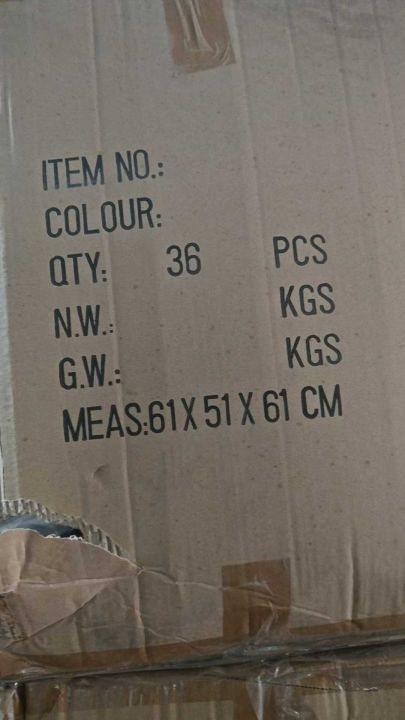 ITEM NO.:
COLOUR:
QTY: 36 PCS
N.W.: KGS
G.W.: KGS
MEAS:61 X 51 X 61 CM